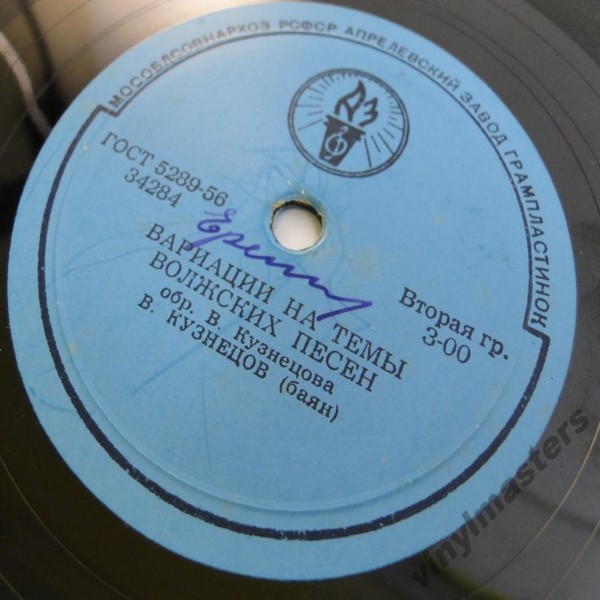 МОСОБЛСОВНАРХОЗ РСФСР АПРЕЛЕВСКИЙ ЗАВОД ГРАМПЛАСТИНОК
АЗ
ГОСТ 5289-56
34284
Вторая гр.
3-00
ВАРИАЦИИ НА ТЕМЫ
ВОЛЖСКИХ ПЕСЕН
обр. В. Кузнецова
В. КУЗНЕЦОВ (баян)
vinylmasters